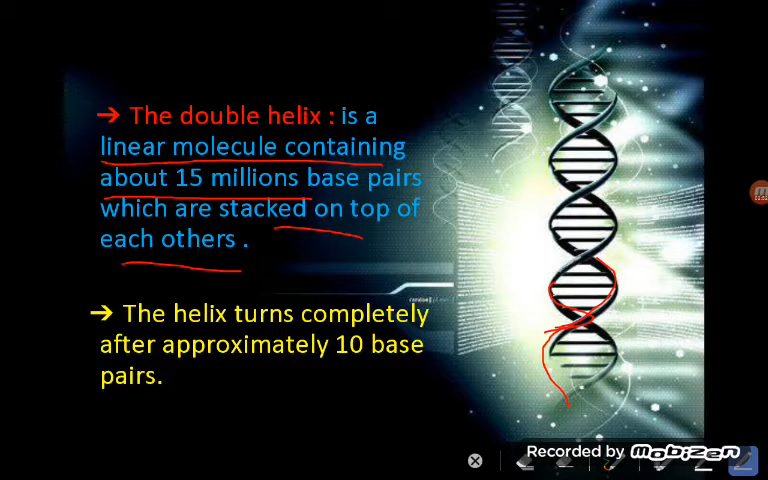 ➔ The double helix : is a
linear molecule containing
about 15 millions base pairs
which are stacked on top of
each others .
➔ The helix turns completely
after approximately 10 base
pairs.
Recorded by mobizen